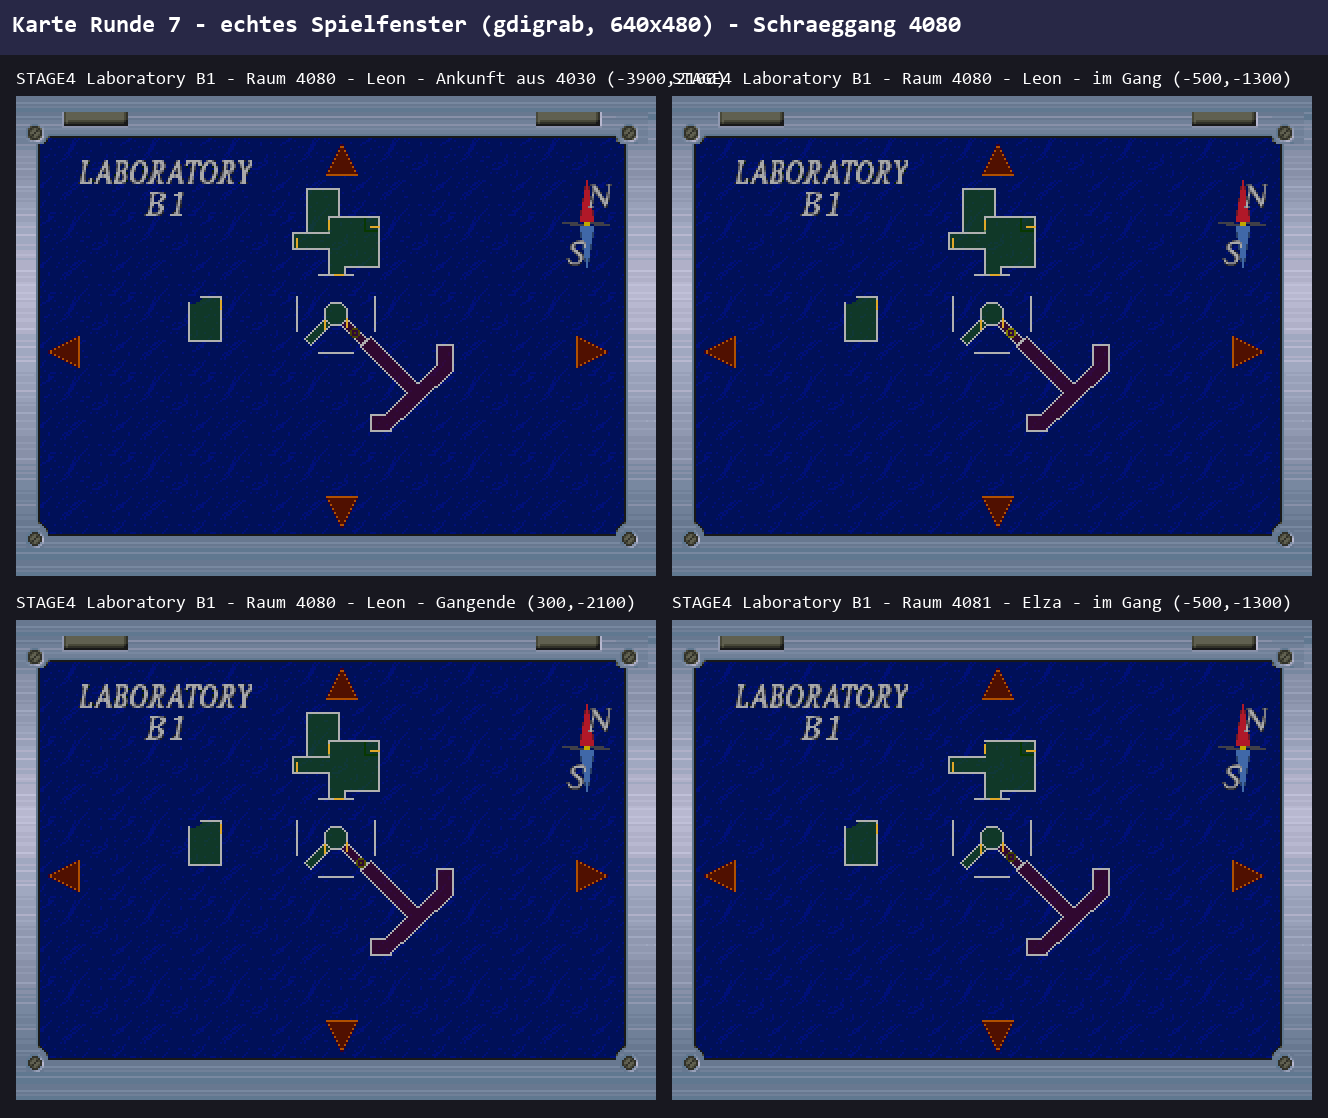 Karte Runde 7 - echtes Spielfenster (gdigrab, 640x480) - Schraeggang 4080
STAGE4 Laboratory B1 - Raum 4080 - Leon - Ankunft aus 4030 (-3900,2100)
STAGE4 Laboratory B1 - Raum 4080 - Leon - im Gang (-500,-1300)
LABORATORY
B1
N
S
LABORATORY
B1
N
S
STAGE4 Laboratory B1 - Raum 4080 - Leon - Gangende (300,-2100)
STAGE4 Laboratory B1 - Raum 4081 - Elza - im Gang (-500,-1300)
LABORATORY
B1
N
S
LABORATORY
B1
N
S